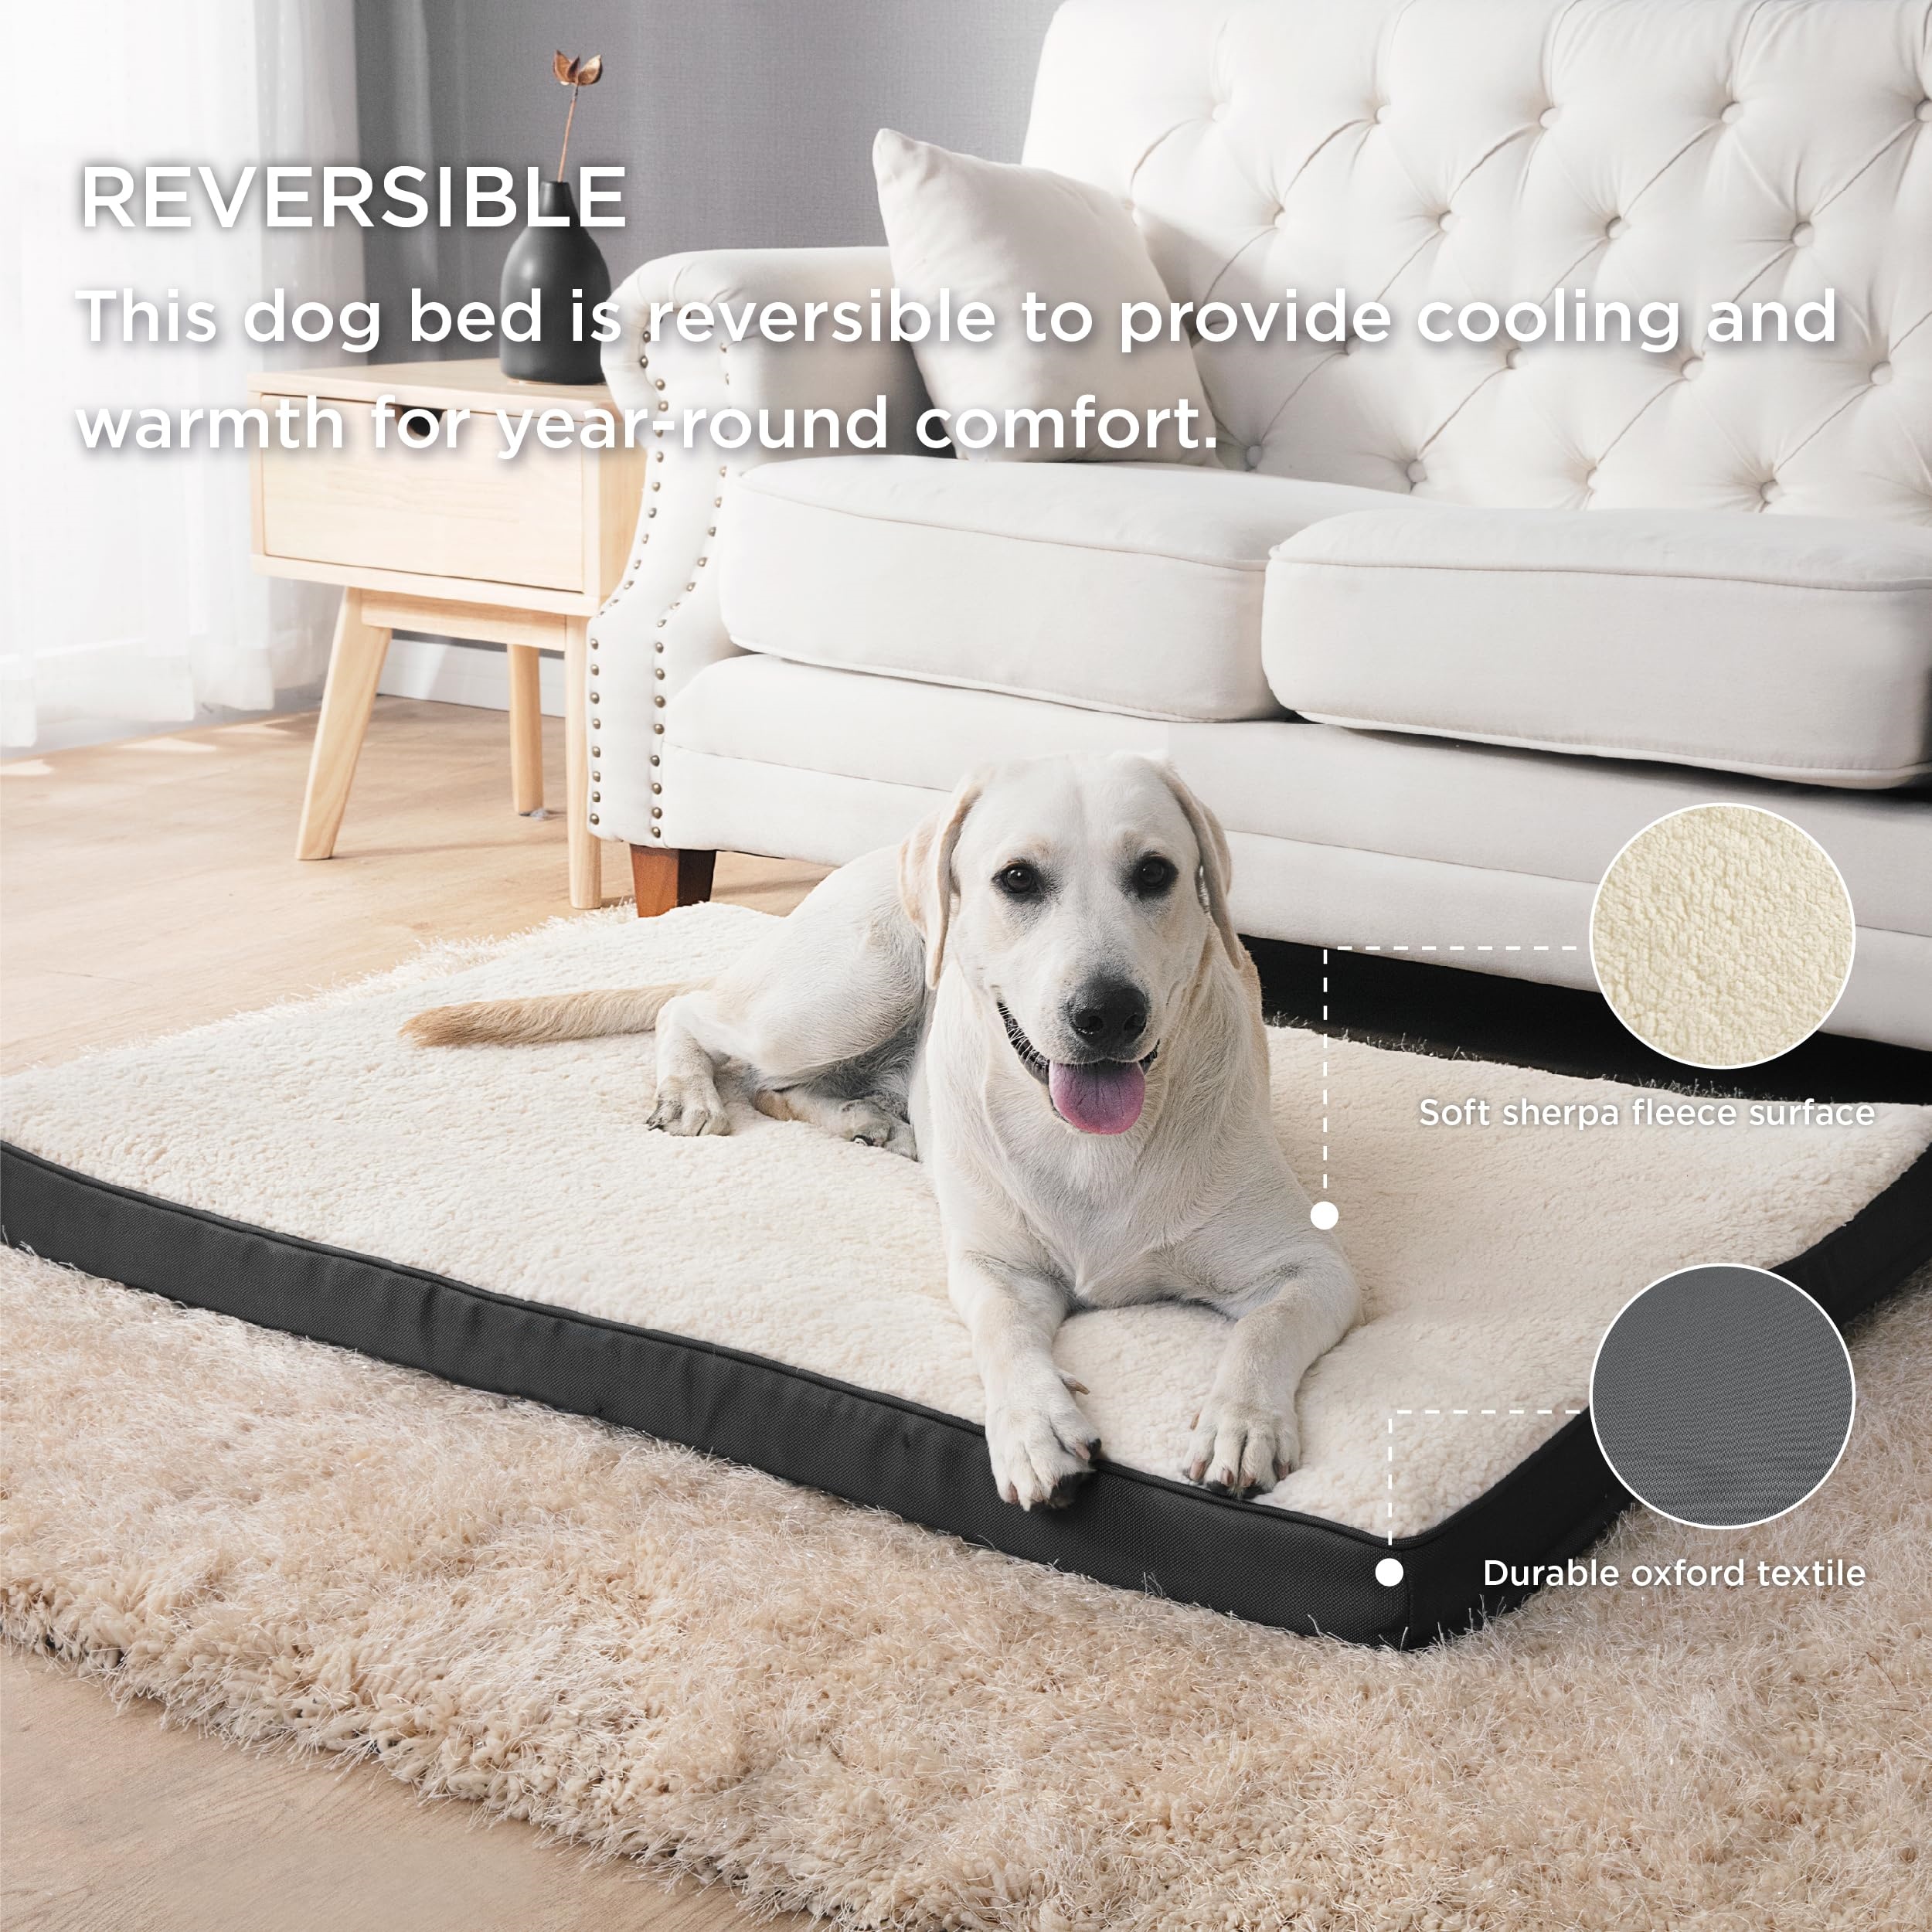 REVERSIBLE
This dog bed is reversible to provide cooling and
warmth for year-round comfort.
Soft sherpa fleece surface
Durable oxford textile